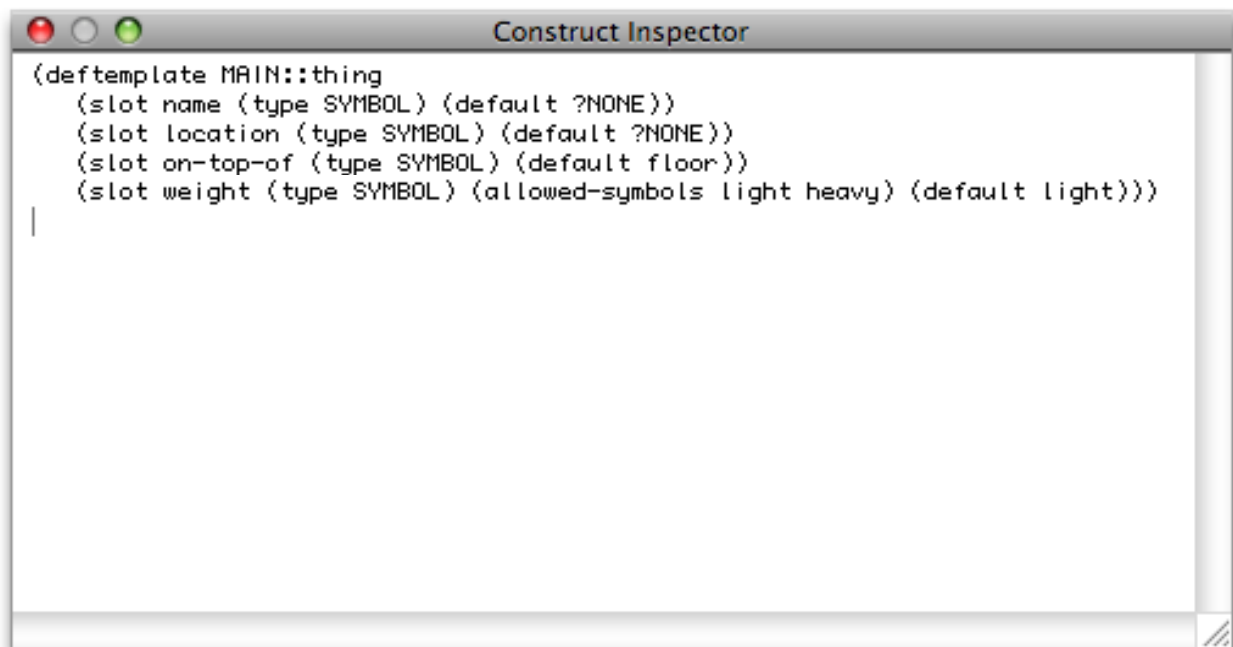 Construct Inspector
(deftemplate MAIN::thing
   (slot name (type SYMBOL) (default ?NONE))
   (slot location (type SYMBOL) (default ?NONE))
   (slot on-top-of (type SYMBOL) (default floor))
   (slot weight (type SYMBOL) (allowed-symbols light heavy) (default light)))